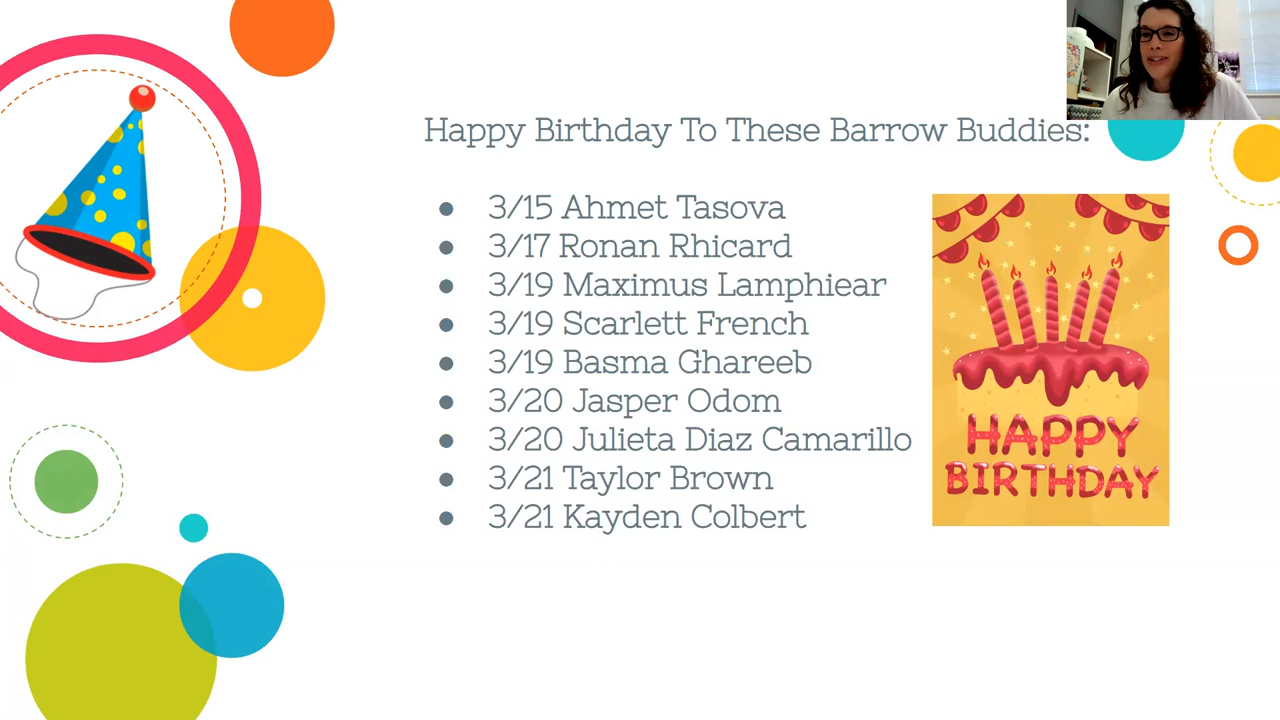 Happy Birthday To These Barrow Buddies:
3/15 Ahmet Tasova
3/17 Ronan Rhicard
3/19 Maximus Lamphiear
3/19 Scarlett French
3/19 Basma Ghareeb
3/20 Jasper Odom
3/20 Julieta Diaz Camarillo
3/21 Taylor Brown
3/21 Kayden Colbert
HAPPY
BIRTHDAY